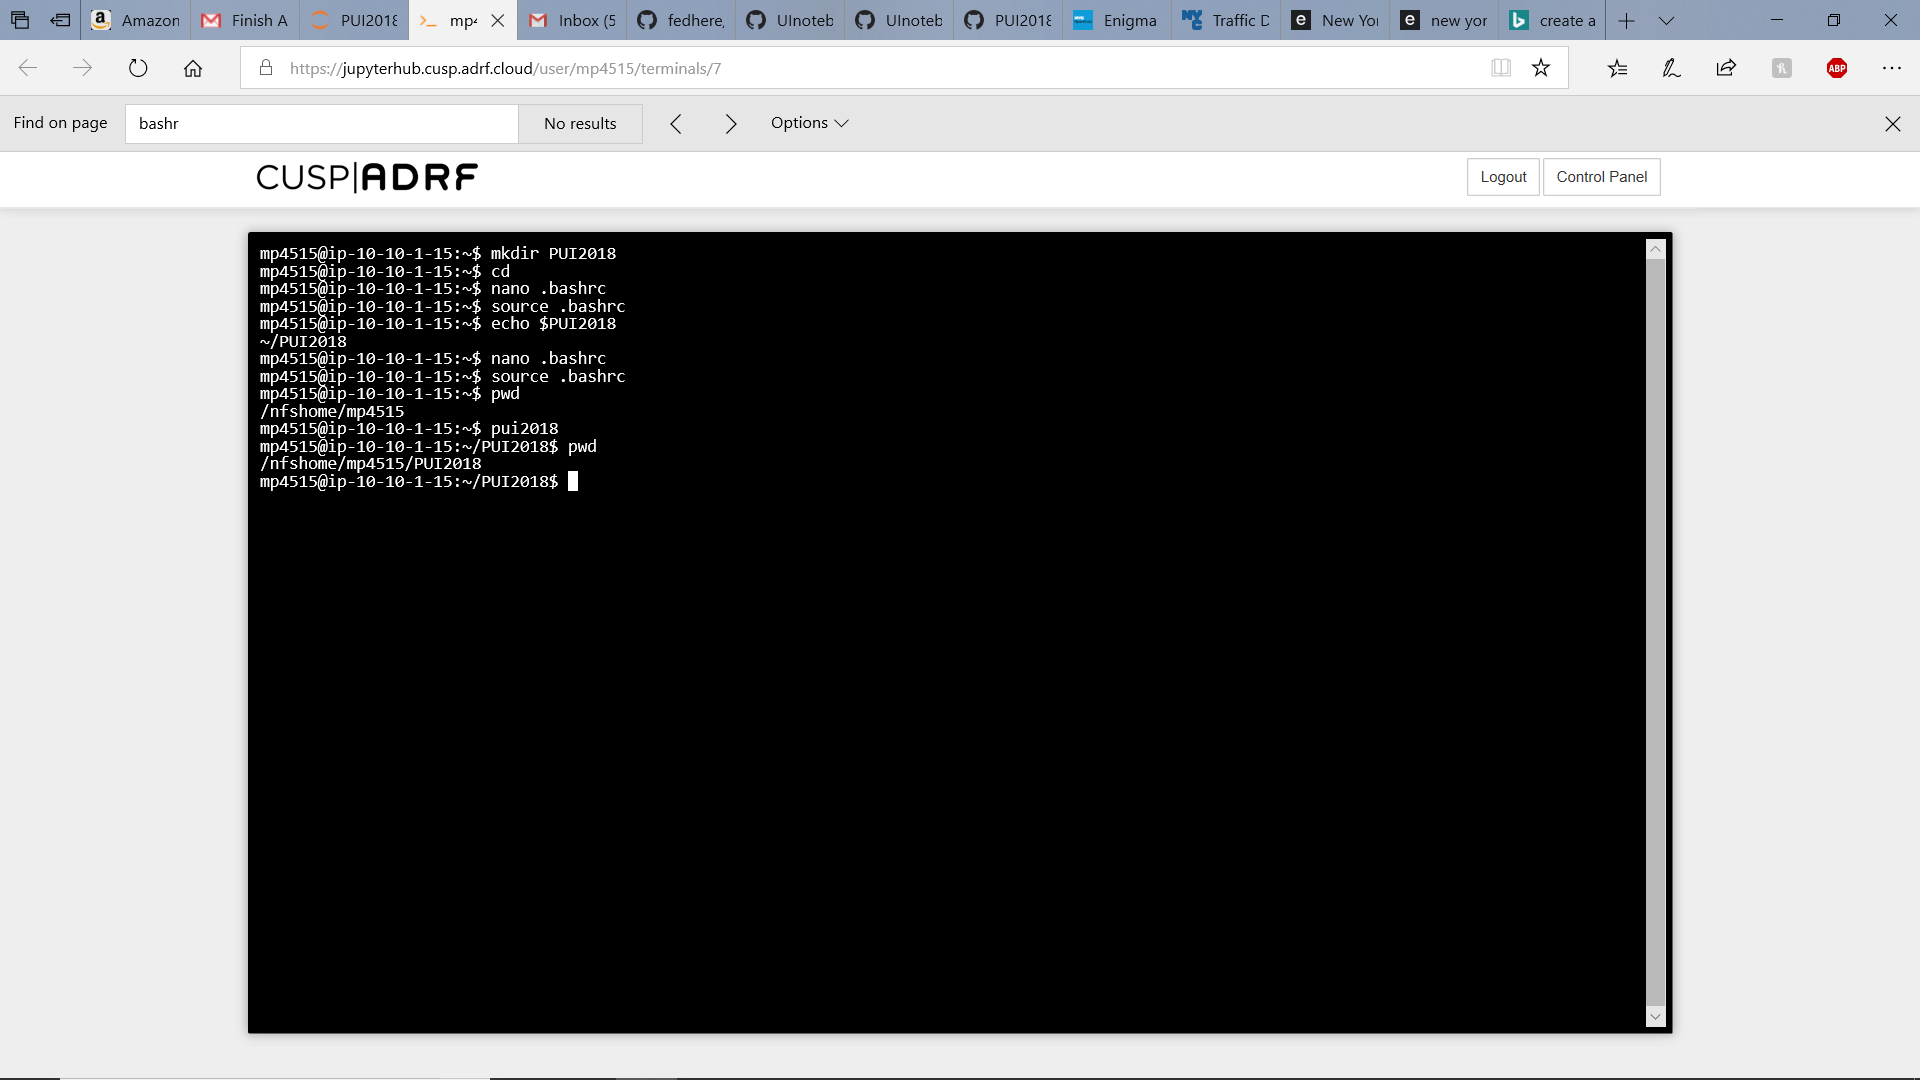 Amazon
Finish A
PUI2018
mp4
Inbox (5
fedhere,
UInoteb
UInoteb
PUI2018
Enigma
Traffic D
New Yo
new yor
create a
https://jupyterhub.cusp.adrf.cloud/user/mp4515/terminals/7
ABP
Find on page
bashr
No results
Options
CUSP|ADRF
Logout
Control Panel
mp4515@ip-10-10-1-15:~$ mkdir PUI2018
mp4515@ip-10-10-1-15:~$ cd
mp4515@ip-10-10-1-15:~$ nano .bashrc
mp4515@ip-10-10-1-15:~$ source .bashrc
mp4515@ip-10-10-1-15:~$ echo $PUI2018
~/PUI2018
mp4515@ip-10-10-1-15:~$ nano .bashrc
mp4515@ip-10-10-1-15:~$ source .bashrc
mp4515@ip-10-10-1-15:~$ pwd
/nfshome/mp4515
mp4515@ip-10-10-1-15:~$ pui2018
mp4515@ip-10-10-1-15:~/PUI2018$ pwd
/nfshome/mp4515/PUI2018
mp4515@ip-10-10-1-15:~/PUI2018$